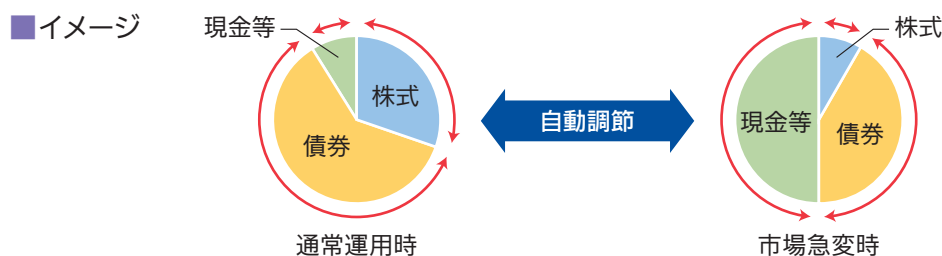 ■イメージ
現金等
株式
債券
通常運用時
自動調節
株式
現金等
債券
市場急変時